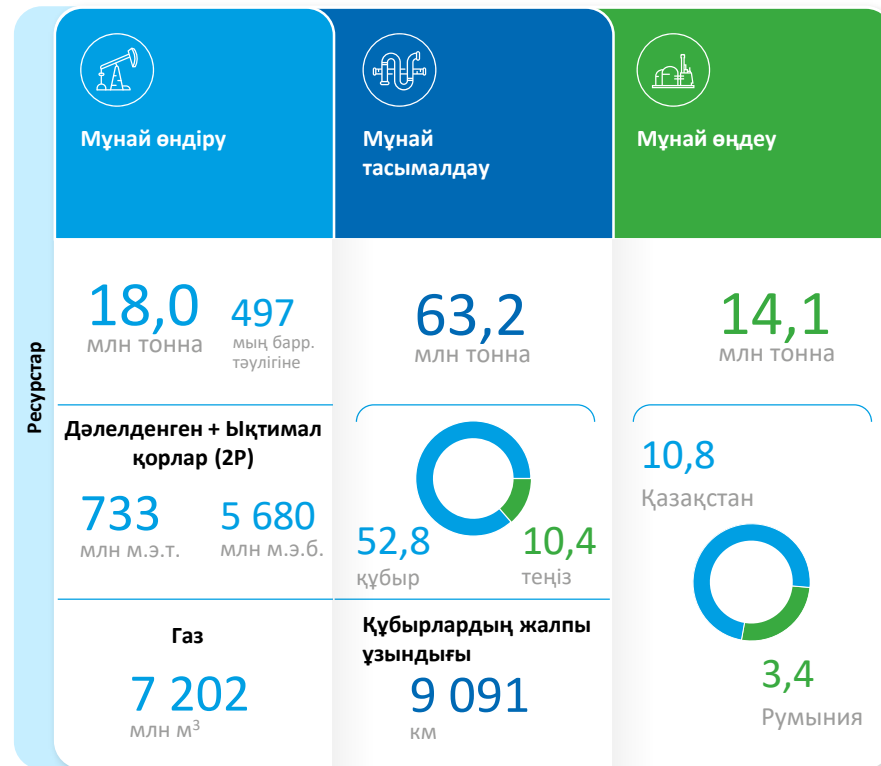 Ресурстар
Мұнай өндіру
18,0
млн тонна
497
мың барр.
тәулігіне
Дәлелденген + Ықтимал
қорлар (2P)
733
млн м.э.т.
5 680
млн м.э.б.
Газ
7 202
млн м³
Мұнай
тасымалдау
63,2
млн тонна
52,8
құбыр
10,4
теңіз
Құбырлардың жалпы
ұзындығы
9 091
км
Мұнай өңдеу
14,1
млн тонна
10,8
Қазақстан
3,4
Румыния